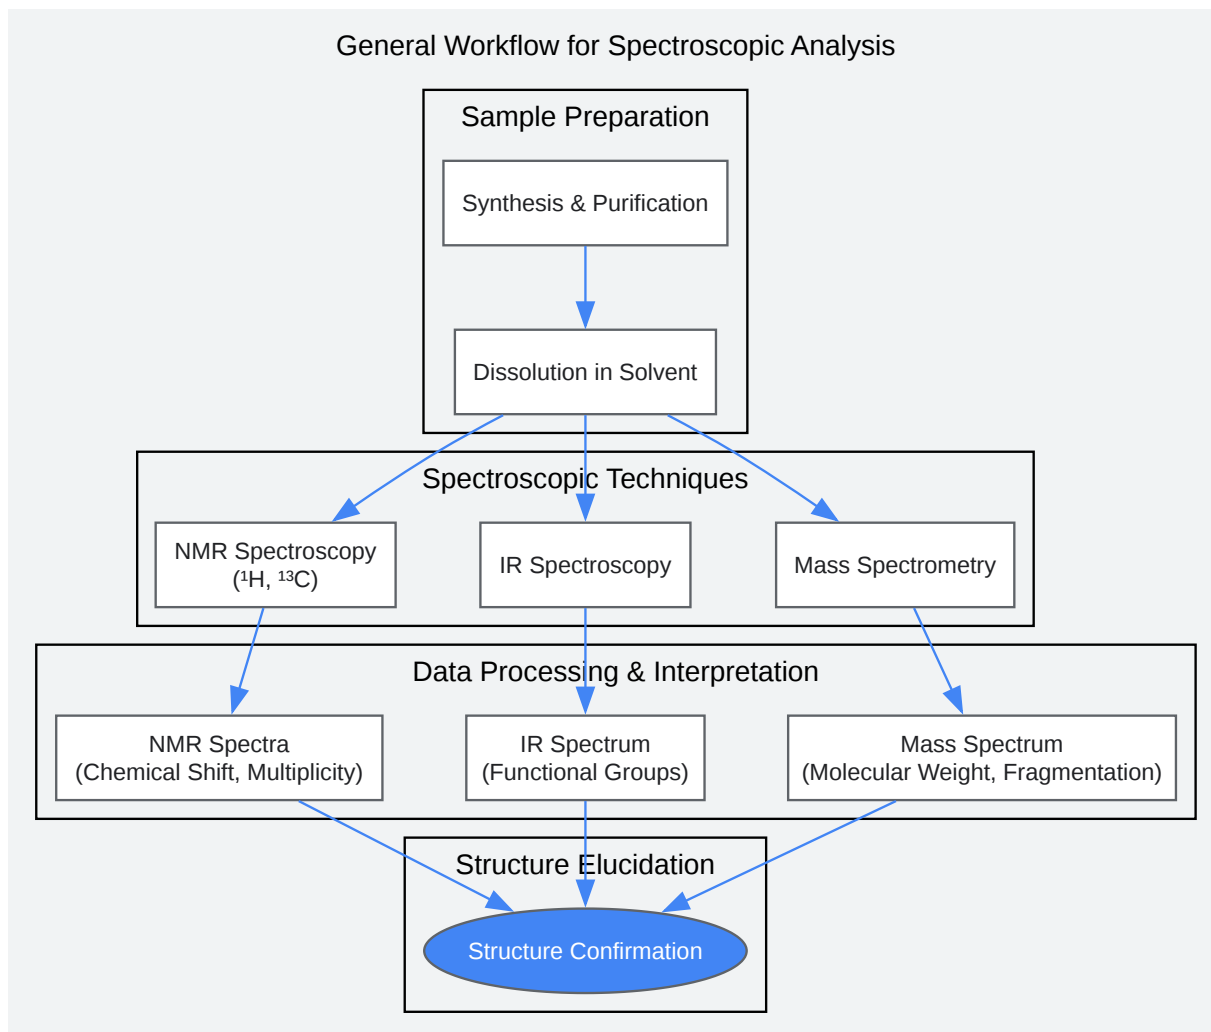 General Workflow for Spectroscopic Analysis
Sample Preparation
Synthesis & Purification
Dissolution in Solvent
Spectroscopic Techniques
NMR Spectroscopy
(¹H, ¹³C)
IR Spectroscopy
Mass Spectrometry
Data Processing & Interpretation
NMR Spectra
(Chemical Shift, Multiplicity)
IR Spectrum
(Functional Groups)
Mass Spectrum
(Molecular Weight, Fragmentation)
Structure Elucidation
Structure Confirmation